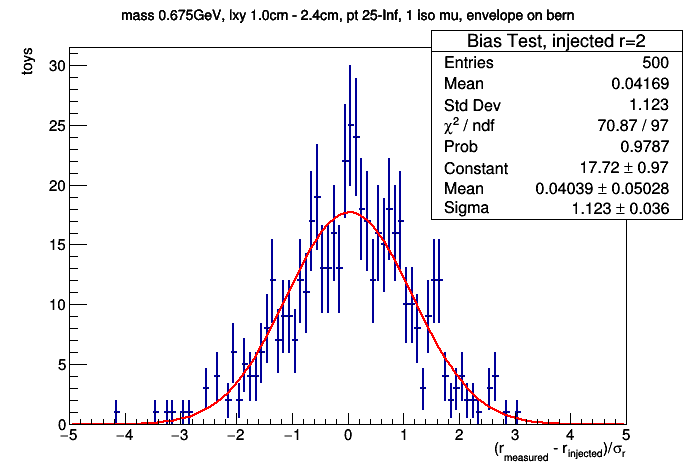 mass 0.675GeV, lxy 1.0cm - 2.4cm, pt 25-Inf, 1 Iso mu, envelope on bern
toys
Bias Test, injected r=2
Entries 500
Mean 0.04169
Std Dev 1.123
χ² / ndf 70.87 / 97
Prob 0.9787
Constant 17.72 ± 0.97
Mean 0.04039 ± 0.05028
Sigma 1.123 ± 0.036
30
25
20
15
10
5
0
−5 −4 −3 −2 −1 0 1 2 3 4 5
(r_measured - r_injected)/σ_r